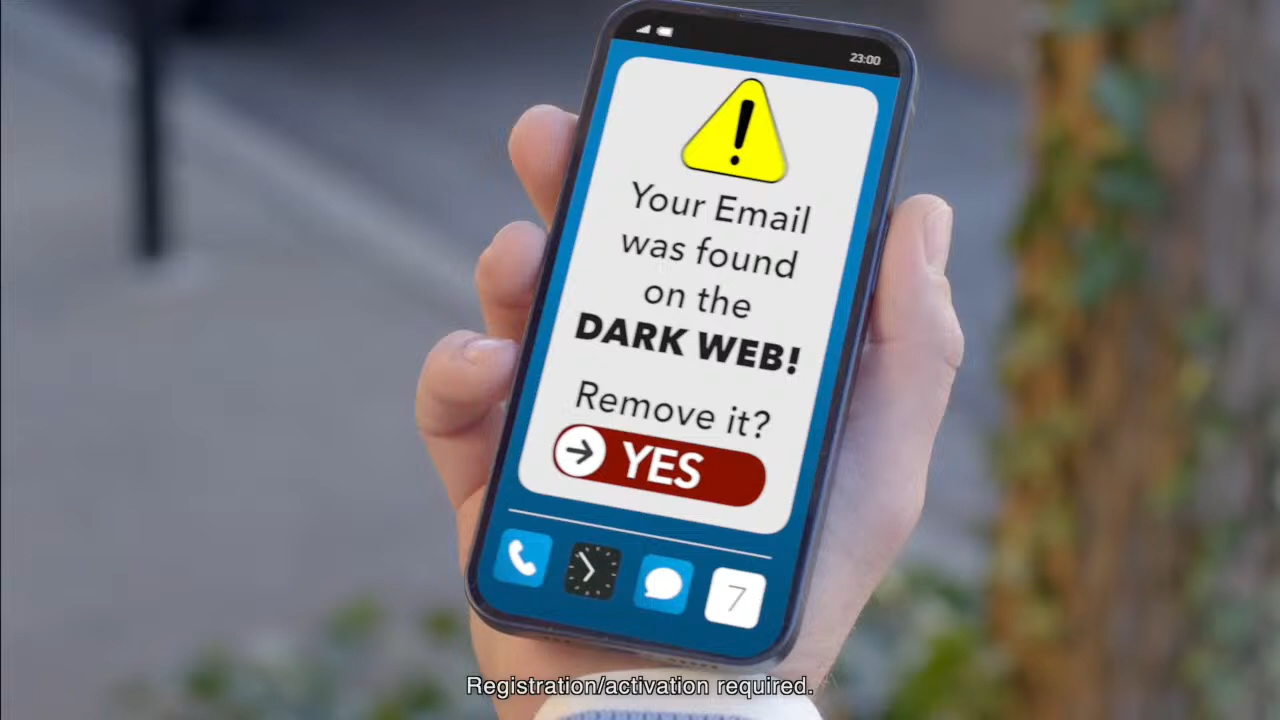 23:00
Your Email
was found
on the
DARK WEB!
Remove it?
YES
7
Registration/activation required.